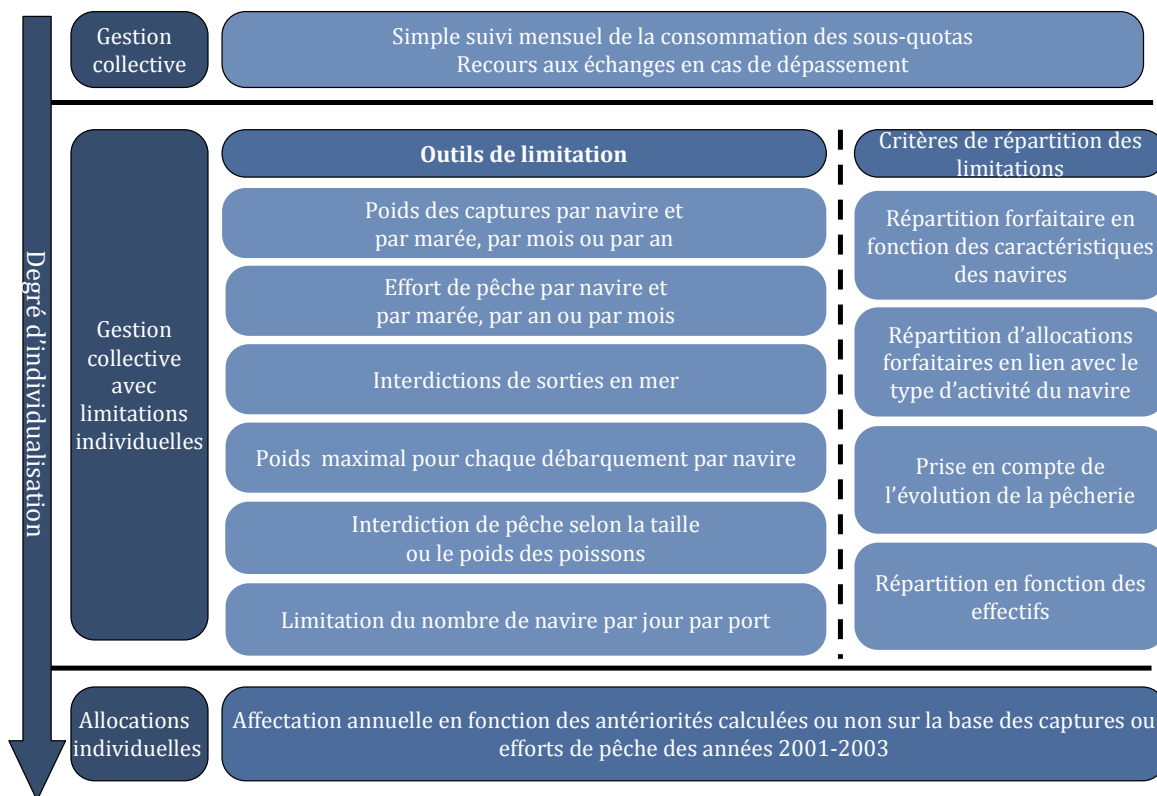 Degré d'individualisation
Gestion
collective
Simple suivi mensuel de la consommation des sous-quotas
Recours aux échanges en cas de dépassement
Gestion
collective
avec
limitations
individuelles
Outils de limitation
Poids des captures par navire et
par marée, par mois ou par an
Effort de pêche par navire et
par marée, par an ou par mois
Interdictions de sorties en mer
Poids maximal pour chaque débarquement par navire
Interdiction de pêche selon la taille
ou le poids des poissons
Limitation du nombre de navire par jour par port
Critères de répartition des
limitations
Répartition forfaitaire en
fonction des caractéristiques
des navires
Répartition d'allocations
forfaitaires en lien avec le
type d'activité du navire
Prise en compte de
l'évolution de la pêcherie
Répartition en fonction des
effectifs
Allocations
individuelles
Affectation annuelle en fonction des antériorités calculées ou non sur la base des captures ou
efforts de pêche des années 2001-2003